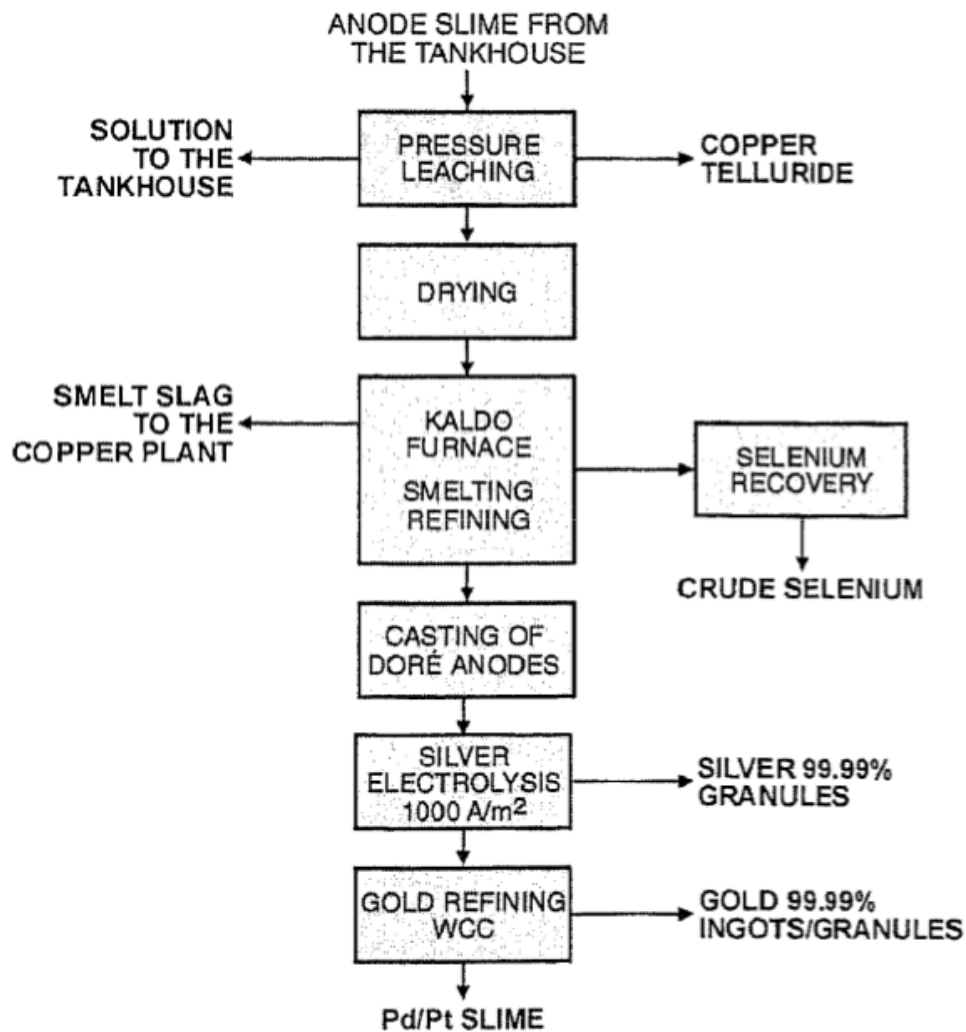 ANODE SLIME FROM
THE TANKHOUSE
SOLUTION
TO THE
TANKHOUSE
PRESSURE
LEACHING
COPPER
TELLURIDE
DRYING
SMELT SLAG
TO THE
COPPER PLANT
KALDO
FURNACE
SMELTING
REFINING
SELENIUM
RECOVERY
CRUDE SELENIUM
CASTING OF
DORÉ ANODES
SILVER
ELECTROLYSIS
1000 A/m²
SILVER 99.99%
GRANULES
GOLD REFINING
WCC
GOLD 99.99%
INGOTS/GRANULES
Pd/Pt SLIME